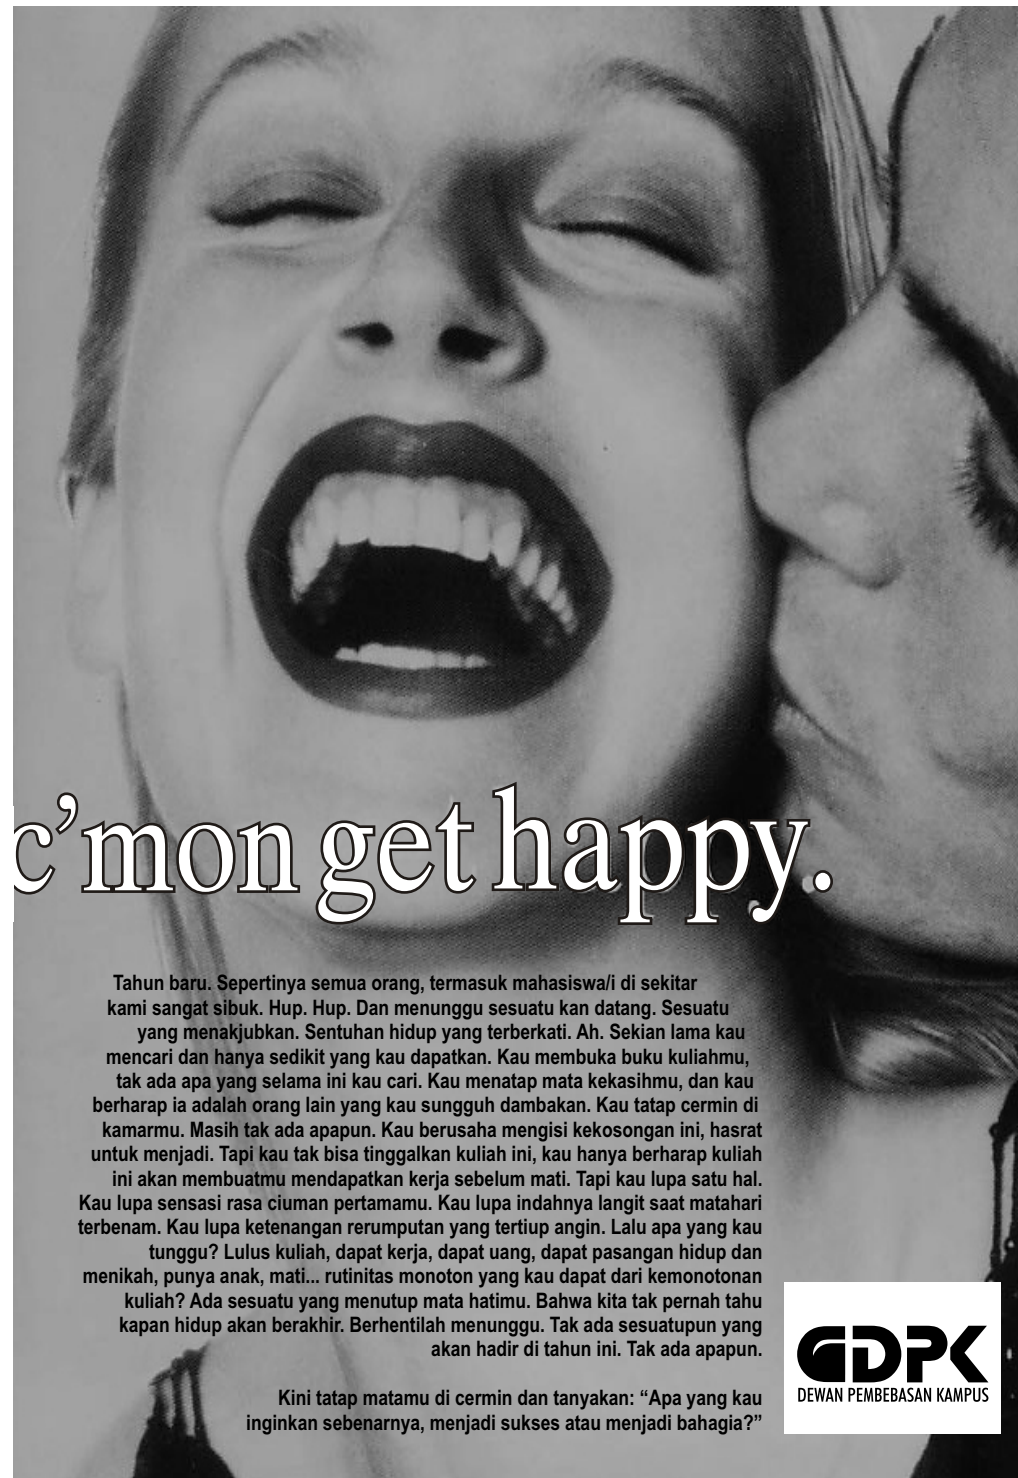 c’mon get happy.
Tahun baru. Sepertinya semua orang, termasuk mahasiswa/i di sekitar
kami sangat sibuk. Hup. Hup. Dan menunggu sesuatu kan datang. Sesuatu
yang menakjubkan. Sentuhan hidup yang terberkati. Ah. Sekian lama kau
mencari dan hanya sedikit yang kau dapatkan. Kau membuka buku kuliahmu,
tak ada apa yang selama ini kau cari. Kau menatap mata kekasihmu, dan kau
berharap ia adalah orang lain yang kau sungguh dambakan. Kau tatap cermin di
kamarmu. Masih tak ada apapun. Kau berusaha mengisi kekosongan ini, hasrat
untuk menjadi. Tapi kau tak bisa tinggalkan kuliah ini, kau hanya berharap kuliah
ini akan membuatmu mendapatkan kerja sebelum mati. Tapi kau lupa satu hal.
Kau lupa sensasi rasa ciuman pertamamu. Kau lupa indahnya langit saat matahari
terbenam. Kau lupa ketenangan rerumputan yang tertiup angin. Lalu apa yang kau
tunggu? Lulus kuliah, dapat kerja, dapat uang, dapat pasangan hidup dan
menikah, punya anak, mati... rutinitas monoton yang kau dapat dari kemonotonan
kuliah? Ada sesuatu yang menutup mata hatimu. Bahwa kita tak pernah tahu
kapan hidup akan berakhir. Berhentilah menunggu. Tak ada sesuatupun yang
akan hadir di tahun ini. Tak ada apapun.
Kini tatap matamu di cermin dan tanyakan: “Apa yang kau
inginkan sebenarnya, menjadi sukses atau menjadi bahagia?”
GDPK
DEWAN PEMBEBASAN KAMPUS